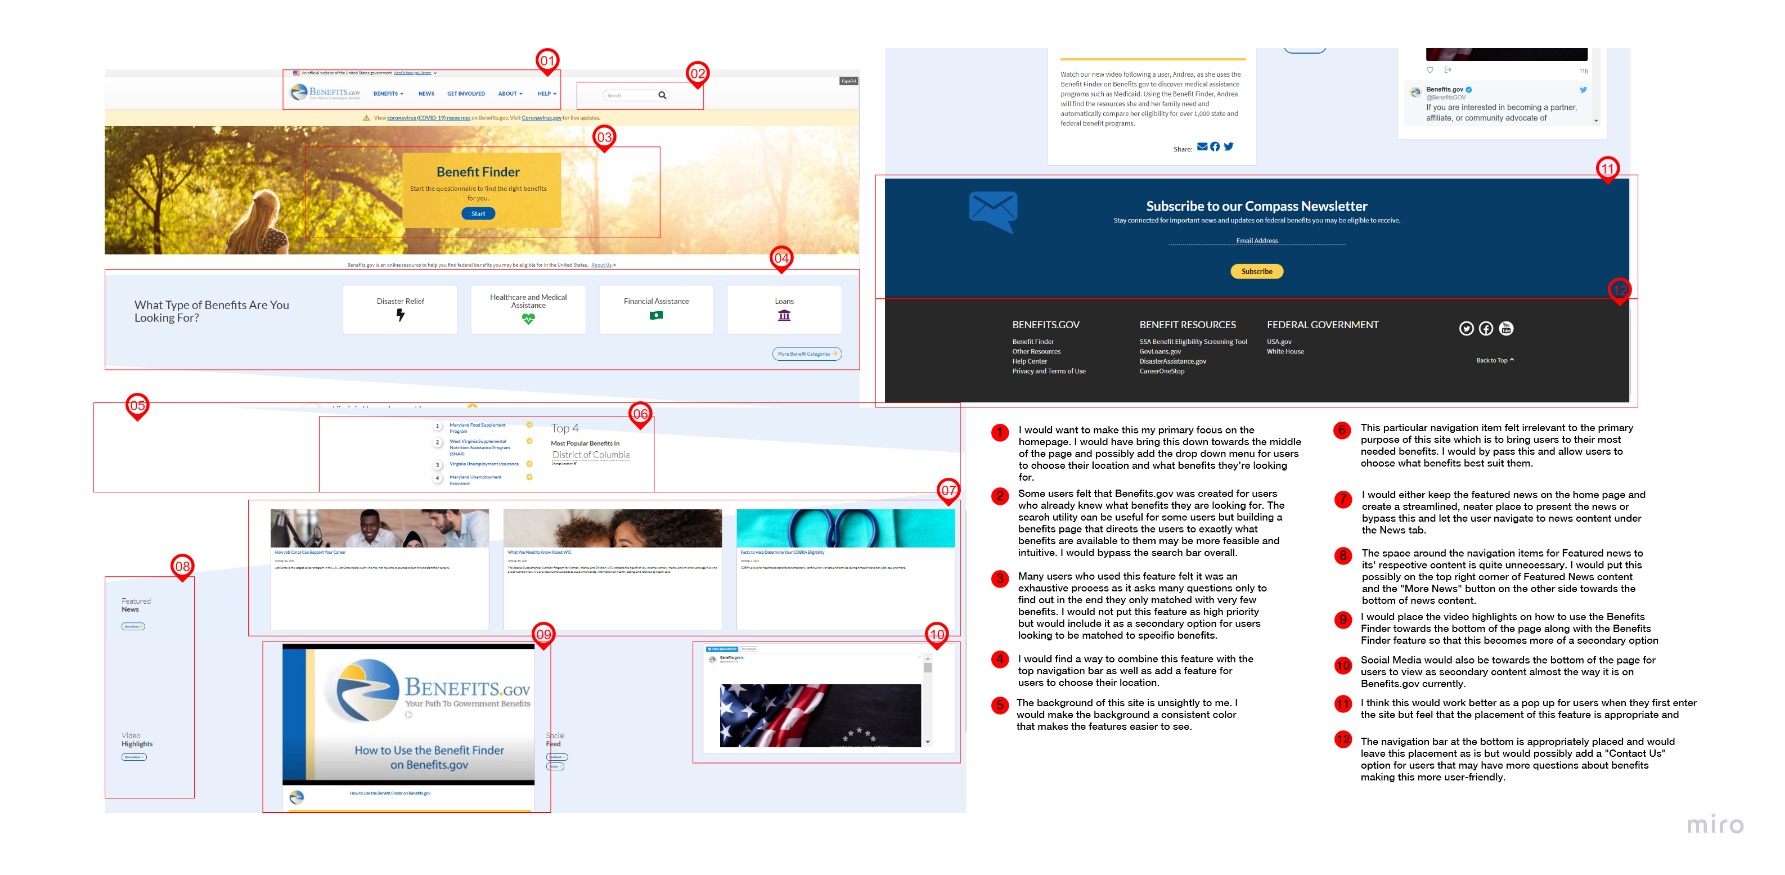 01
02
An official website of the United States government Here's how you know
Español
BENEFITS.GOV
Your Path To Government Benefits
BENEFITS
NEWS
GET INVOLVED
ABOUT
HELP
Search
View coronavirus (COVID-19) resources on Benefits.gov. Visit Coronavirus.gov for live updates.
03
Benefit Finder
Start the questionnaire to find the right benefits
for you.
Start
04
Benefits.gov is an online resource to help you find federal benefits you may be eligible for in the United States. About Us
What Type of Benefits Are You
Looking For?
Disaster Relief
Healthcare and Medical
Assistance
Financial Assistance
Loans
More Benefit Categories
05
06
1 Maryland Food Supplement
Program
2 West Virginia Supplemental
Nutrition Assistance Program
(SNAP)
3 Virginia Unemployment Insurance
4 Maryland Unemployment
Insurance
Top 4
Most Popular Benefits In
District of Columbia
Change Location
07
How Job Corps Can Support Your Career
What You Need to Know About WIC
Facts to Help Determine Your COBRA Eligibility
08
Featured
News
More News
Video
Highlights
09
BENEFITS.GOV
Your Path To Government Benefits
How to Use the Benefit Finder
on Benefits.gov
How to Use the Benefit Finder on Benefits.gov
Social
Feed
10
Benefits.gov
Watch our new video following a user, Andrea, as she uses the
Benefit Finder on Benefits.gov to discover medical assistance
programs such as Medicaid. Using the Benefit Finder, Andrea
will find the resources she and her family need and
automatically compare her eligibility for over 1,000 state and
federal benefit programs.
Share:
11h
Benefits.gov
@BenefitsGOV
If you are interested in becoming a partner,
affiliate, or community advocate of
11
Subscribe to our Compass Newsletter
Stay connected for important news and updates on federal benefits you may be eligible to receive.
Email Address
Subscribe
12
BENEFITS.GOV
Benefit Finder
Other Resources
Help Center
Privacy and Terms of Use
BENEFIT RESOURCES
SSA Benefit Eligibility Screening Tool
GovLoans.gov
DisasterAssistance.gov
CareerOneStop
FEDERAL GOVERNMENT
USA.gov
White House
Back to Top
1 I would want to make this my primary focus on the
homepage. I would have bring this down towards the middle
of the page and possibly add the drop down menu for users
to choose their location and what benefits they're looking
for.
2 Some users felt that Benefits.gov was created for users
who already knew what benefits they are looking for. The
search utility can be useful for some users but building a
benefits page that directs the users to exactly what
benefits are available to them may be more feasible and
intuitive. I would bypass the search bar overall.
3 Many users who used this feature felt it was an
exhaustive process as it asks many questions only to
find out in the end they only matched with very few
benefits. I would not put this feature as high priority
but would include it as a secondary option for users
looking to be matched to specific benefits.
4 I would find a way to combine this feature with the
top navigation bar as well as add a feature for
users to choose their location.
5 The background of this site is unsightly to me. I
would make the background a consistent color
that makes the features easier to see.
6 This particular navigation item felt irrelevant to the primary
purpose of this site which is to bring users to their most
needed benefits. I would by pass this and allow users to
choose what benefits best suit them.
7 I would either keep the featured news on the home page and
create a streamlined, neater place to present the news or
bypass this and let the user navigate to news content under
the News tab.
8 The space around the navigation items for Featured news to
its' respective content is quite unnecessary. I would put this
possibly on the top right corner of Featured News content
and the "More News" button on the other side towards the
bottom of news content.
9 I would place the video highlights on how to use the Benefits
Finder towards the bottom of the page along with the Benefits
Finder feature so that this becomes more of a secondary option
10 Social Media would also be towards the bottom of the page for
users to view as secondary content almost the way it is on
Benefits.gov currently.
11 I think this would work better as a pop up for users when they first enter
the site but feel that the placement of this feature is appropriate and
12 The navigation bar at the bottom is appropriately placed and would
leave this placement as is but would possibly add a "Contact Us"
option for users that may have more questions about benefits
making this more user-friendly.
miro